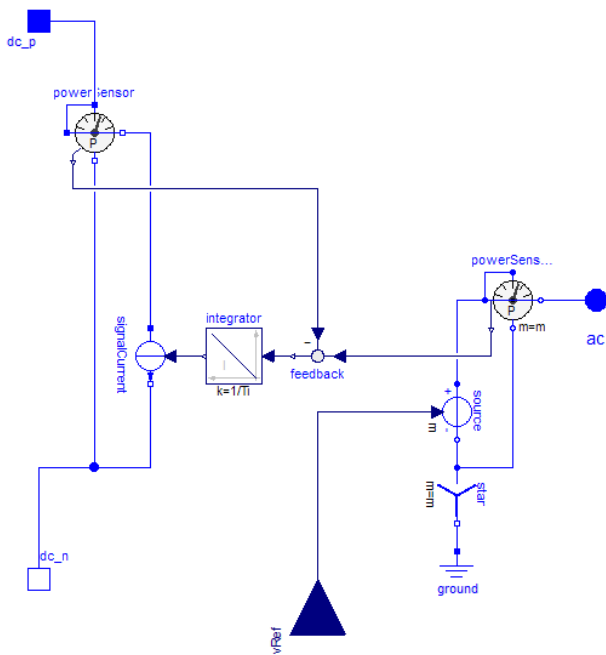 dc_p
powerSensor
P
powerSens...
P
m=m
ac
integrator
I
k=1/Ti
signalCurrent
−
feedback
+
-
m
source
m=m
star
dc_n
ground
vRef